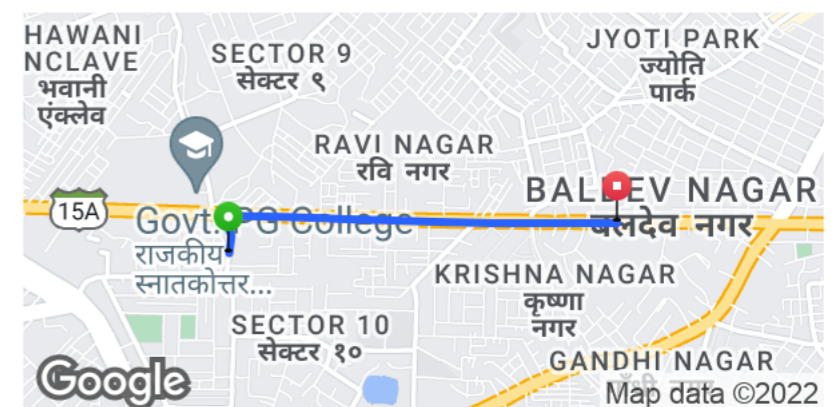 HAWANI
NCLAVE
भवानी
एंक्लेव
SECTOR 9
सेक्टर ९
JYOTI PARK
ज्योति
पार्क
RAVI NAGAR
रवि नगर
15A
Govt. PG College
राजकीय
स्नातकोत्तर...
BALDEV NAGAR
बलदेव नगर
KRISHNA NAGAR
कृष्णा
नगर
SECTOR 10
सेक्टर १०
GANDHI NAGAR
Google
Map data ©2022